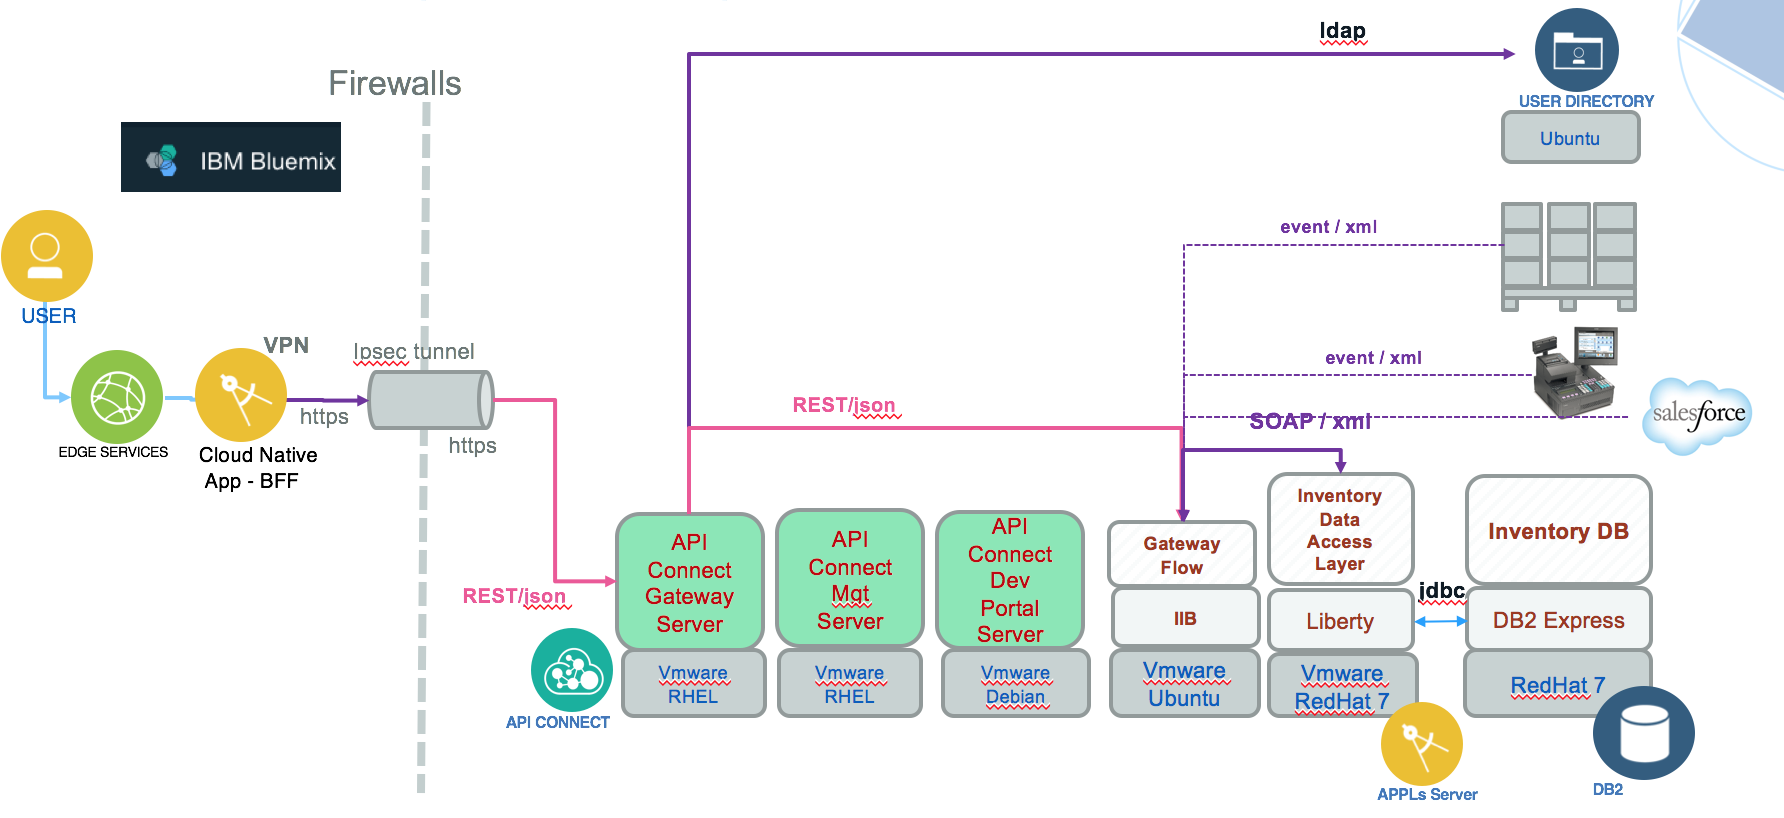 ldap
Firewalls
USER DIRECTORY
Ubuntu
IBM Bluemix
event / xml
USER
VPN
Ipsec tunnel
event / xml
https
REST/json
salesforce
SOAP / xml
https
EDGE SERVICES
Cloud Native
App - BFF
REST/json
API
Connect
Gateway
Server
API
Connect
Mgt
Server
API
Connect
Dev
Portal
Server
Gateway
Flow
Inventory
Data
Access
Layer
Inventory DB
IIB
Liberty
jdbc
DB2 Express
Vmware
RHEL
Vmware
RHEL
Vmware
Debian
Vmware
Ubuntu
Vmware
RedHat 7
RedHat 7
API CONNECT
APPLs Server
DB2